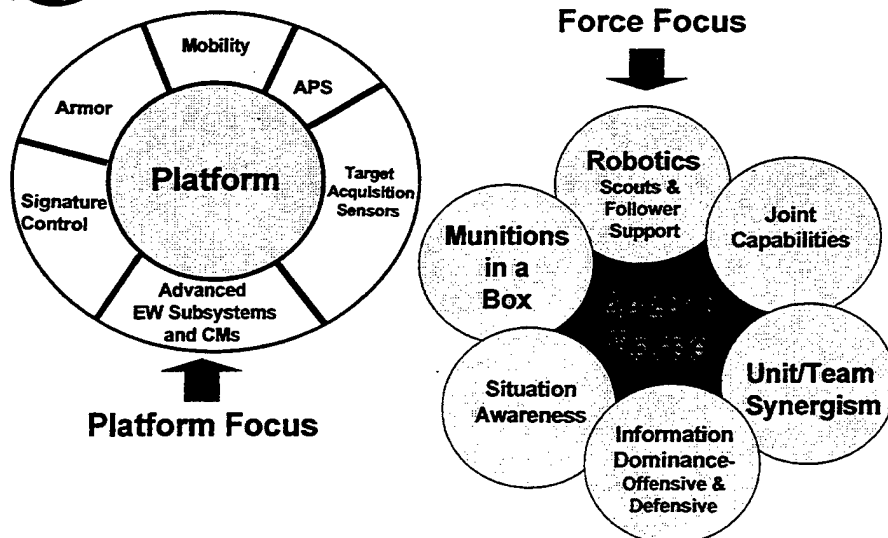 Mobility
APS
Armor
Platform
Target
Acquisition
Sensors
Signature
Control
Advanced
EW Subsystems
and CMs
Platform Focus
Force Focus
Robotics
Scouts &
Follower
Support
Joint
Capabilities
Munitions
in a
Box
Unit/Team
Synergism
Situation
Awareness
Information
Dominance-
Offensive &
Defensive